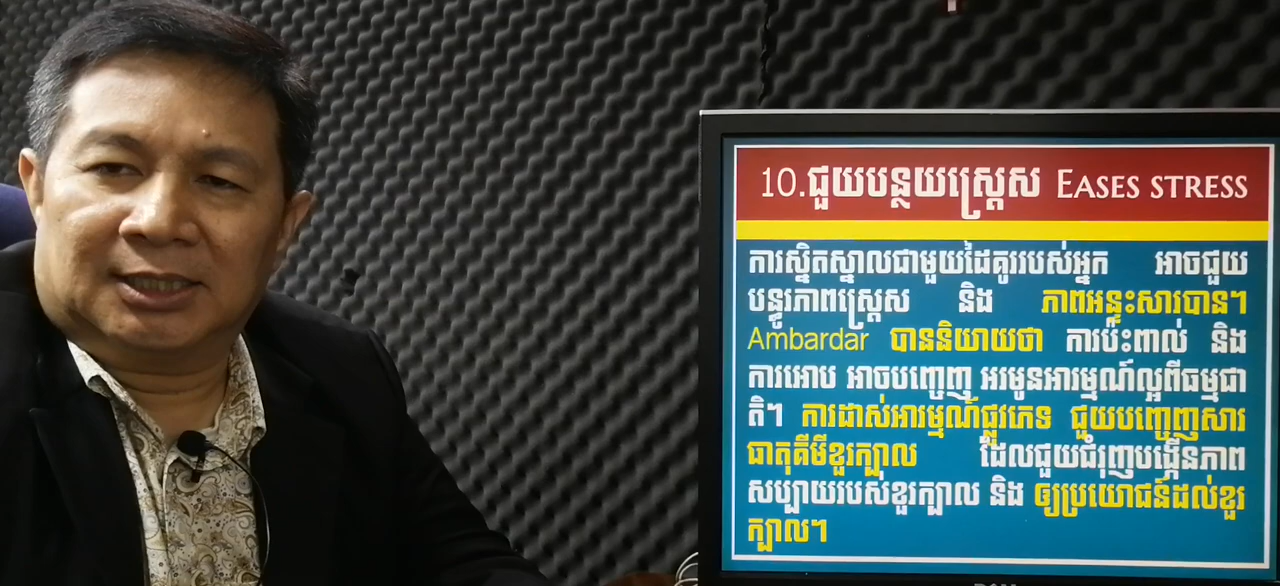 10.ជួយបន្ថយស្ត្រេស EASES STRESS
ការស្និតស្នាលជាមួយដៃគូររបស់អ្នក អាចជួយ
បន្ធូរភាពស្ត្រេស និង ភាពអន្ទះសារបាន។
Ambardar បាននិយាយថា ការប៉ះពាល់ និង
ការអោប អាចបញ្ចេញ អរមូនអារម្មណ៍ល្អពីធម្មជា
តិ។ ការដាស់អារម្មណ៍ផ្លូវភេទ ជួយបញ្ចេញសារ
ធាតុគីមីខួរក្បាល ដែលជួយជំរុញបង្កើនភាព
សប្បាយរបស់ខួរក្បាល និង ឲ្យប្រយោជន៍ដល់ខួរ
ក្បាល។